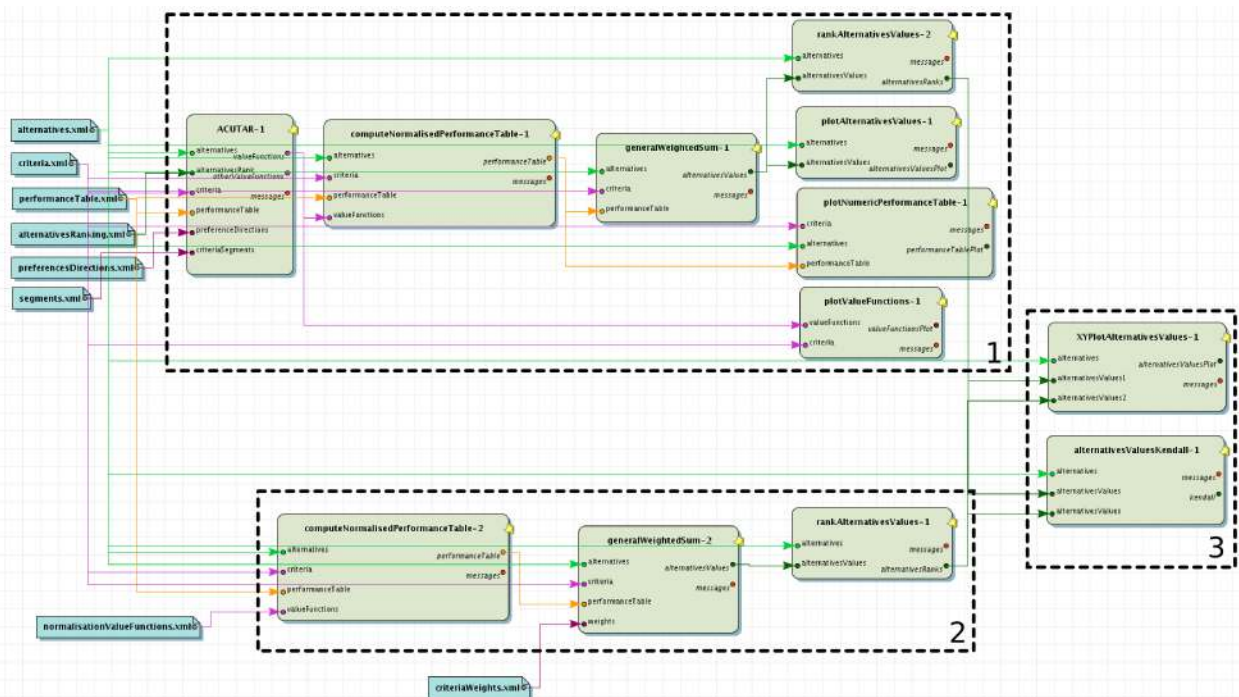 alternatives.xml
criteria.xml
performanceTable.xml
alternativesRanking.xml
preferencesDirections.xml
segments.xml
ACUTAR-1
alternatives
valueFunctions
alternativesRank
otherValueFunctions
criteria
messages
performanceTable
preferenceDirections
criteriaSegments
computeNormalisedPerformanceTable-1
alternatives
performanceTable
criteria
messages
performanceTable
valueFunctions
generalWeightedSum-1
alternatives
alternativesValues
criteria
messages
performanceTable
rankAlternativesValues-2
alternatives
messages
alternativesValues
alternativesRanks
plotAlternativesValues-1
alternatives
messages
alternativesValues
alternativesValuesPlot
plotNumericPerformanceTable-1
criteria
messages
alternatives
performanceTablePlot
performanceTable
plotValueFunctions-1
valueFunctions
valueFunctionsPlot
criteria
messages
1
XYPlotAlternativesValues-1
alternatives
alternativesValuesPlot
alternativesValues1
messages
alternativesValues2
alternativesValuesKendall-1
alternatives
messages
alternativesValues
kendall
alternativesValues
3
computeNormalisedPerformanceTable-2
alternatives
performanceTable
criteria
messages
performanceTable
valueFunctions
generalWeightedSum-2
alternatives
alternativesValues
criteria
messages
performanceTable
weights
rankAlternativesValues-1
alternatives
messages
alternativesValues
alternativesRanks
2
normalisationValueFunctions.xml
criteriaWeights.xml